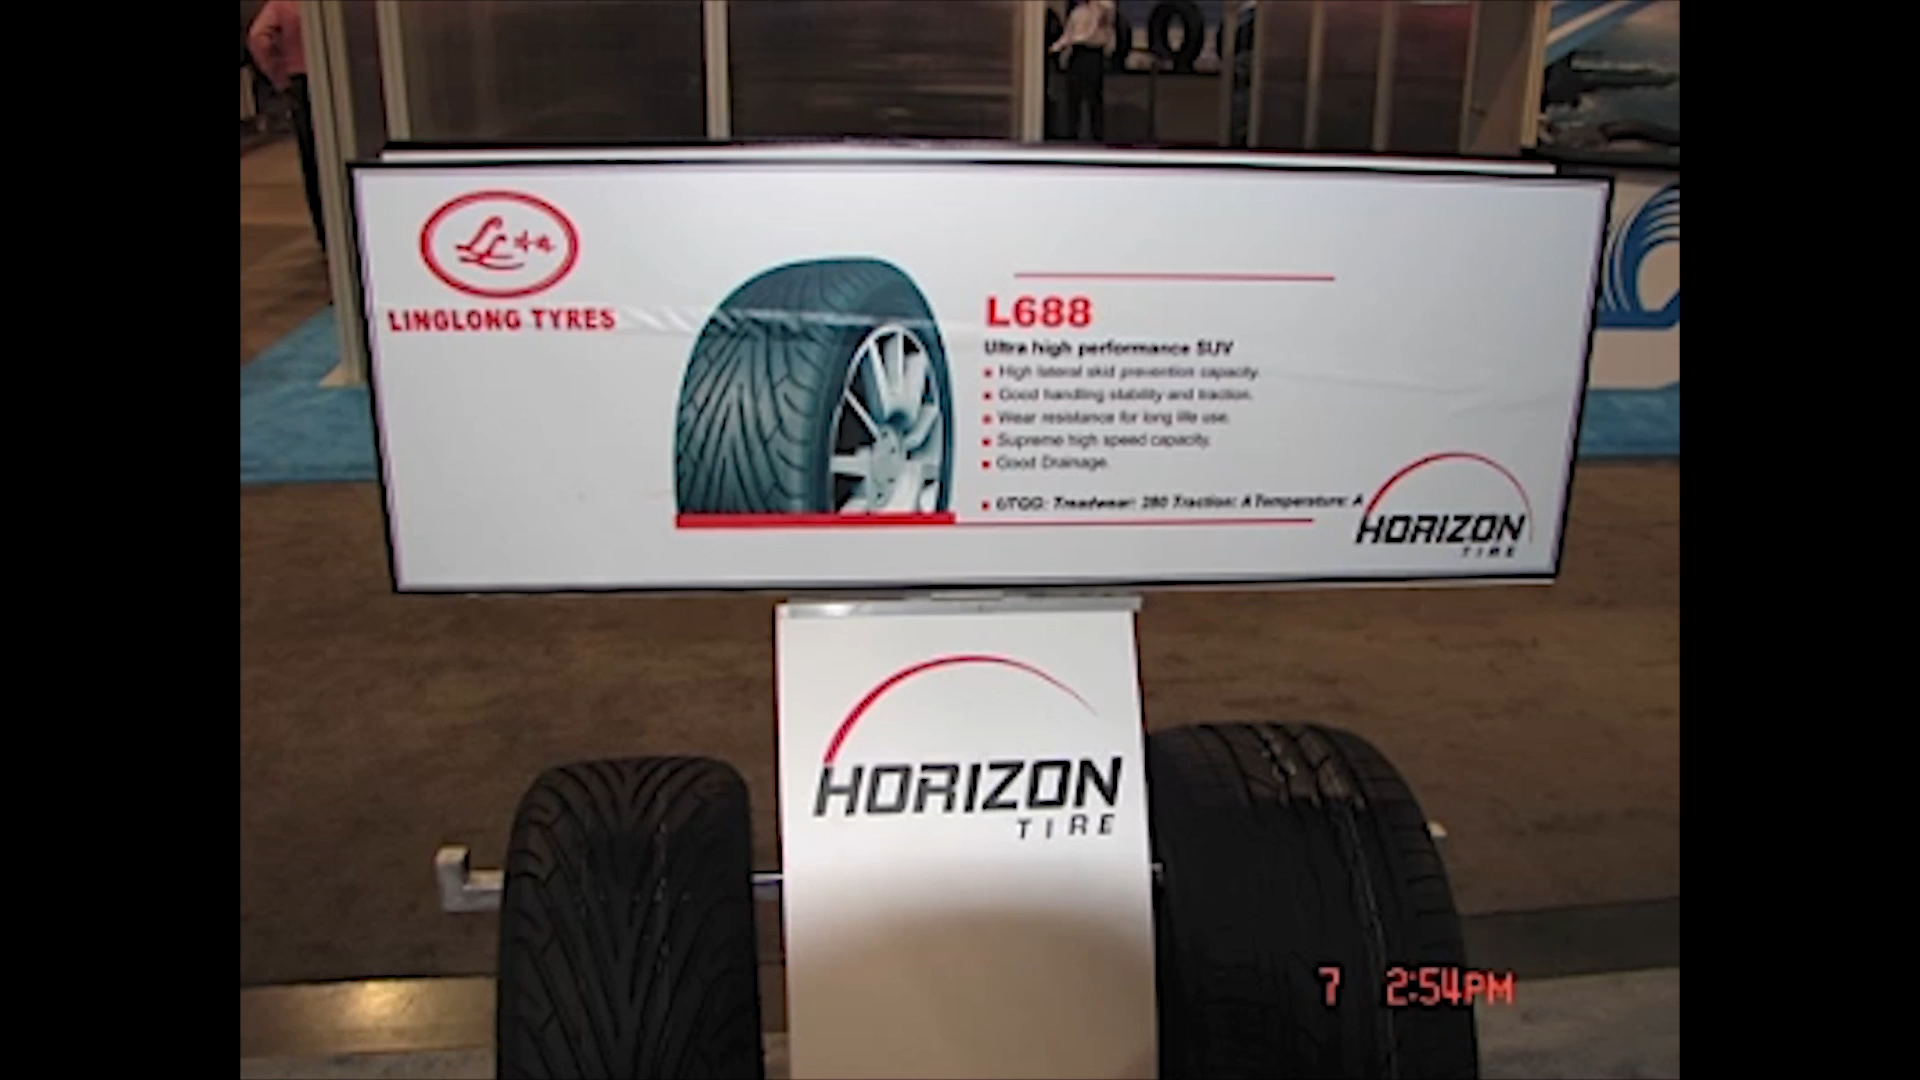 LINGLONG TYRES
L688
Ultra high performance SUV
High lateral skid prevention capacity.
Good handling stability and traction.
Wear resistance for long life use.
Supreme high speed capacity.
Good Drainage.
UTQG: Treadwear: 280 Traction: A Temperature: A
HORIZON
TIRE
HORIZON
TIRE
7 2:54PM